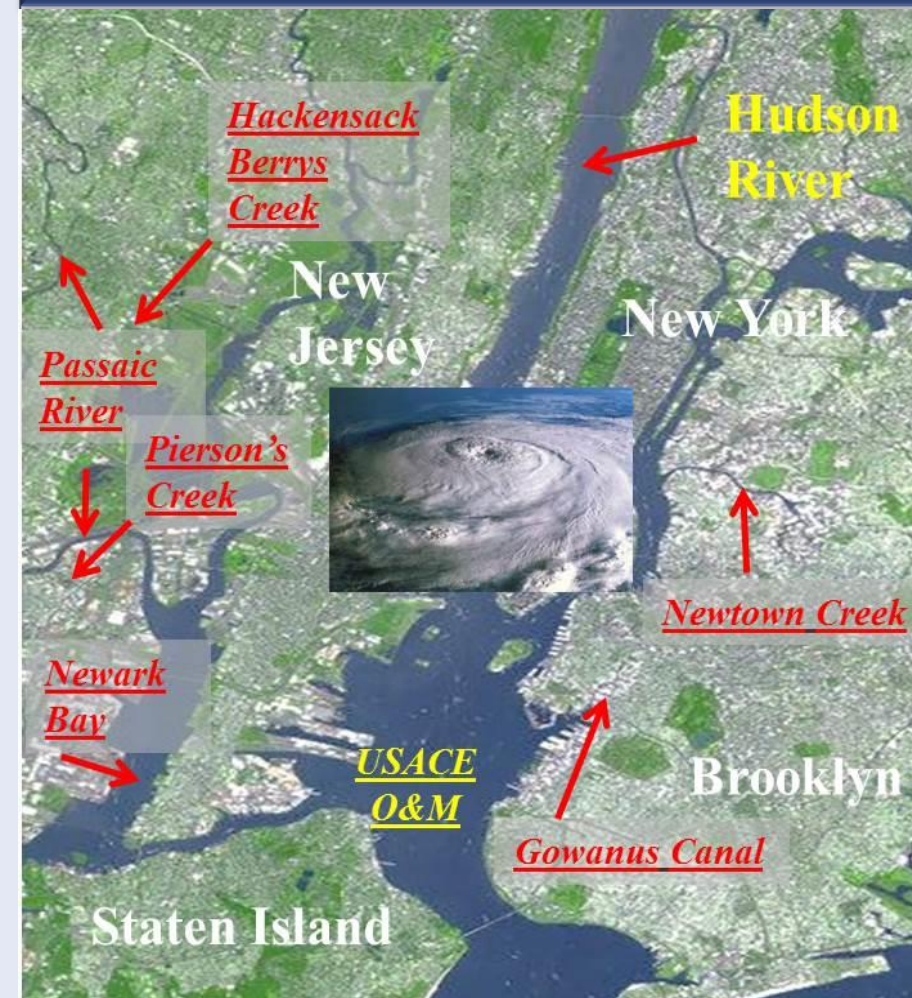 Hackensack
Berrys
Creek
Hudson
River
New
Jersey
New York
Passaic
River
Pierson’s
Creek
Newtown Creek
Newark
Bay
USACE
O&M
Brooklyn
Gowanus Canal
Staten Island